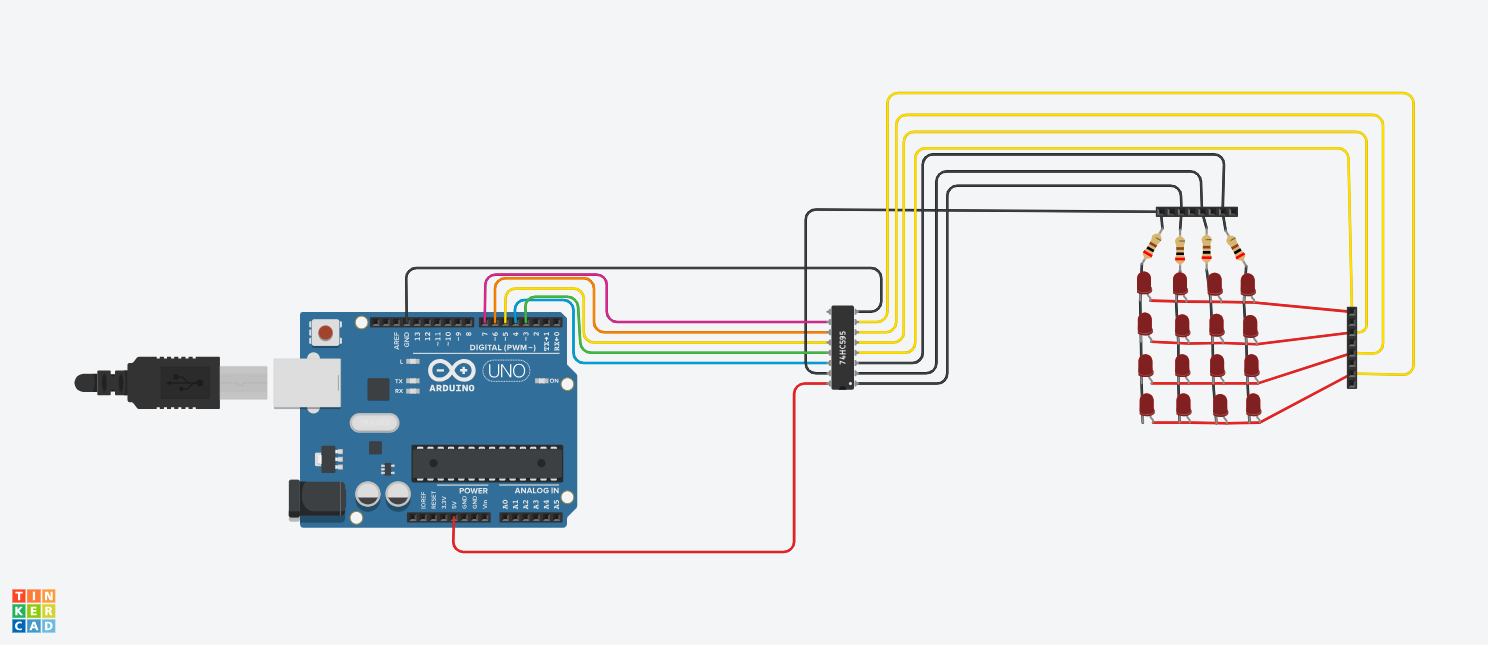 AREF
GND
13
12
~11
~10
~9
8
7
~6
~5
4
~3
2
TX→1
RX←0
DIGITAL (PWM~)
L
TX
RX
ARDUINO
UNO
ON
74HC595
POWER
ANALOG IN
IOREF
RESET
3.3V
5V
GND
GND
Vin
A0
A1
A2
A3
A4
A5
TIN
KER
CAD